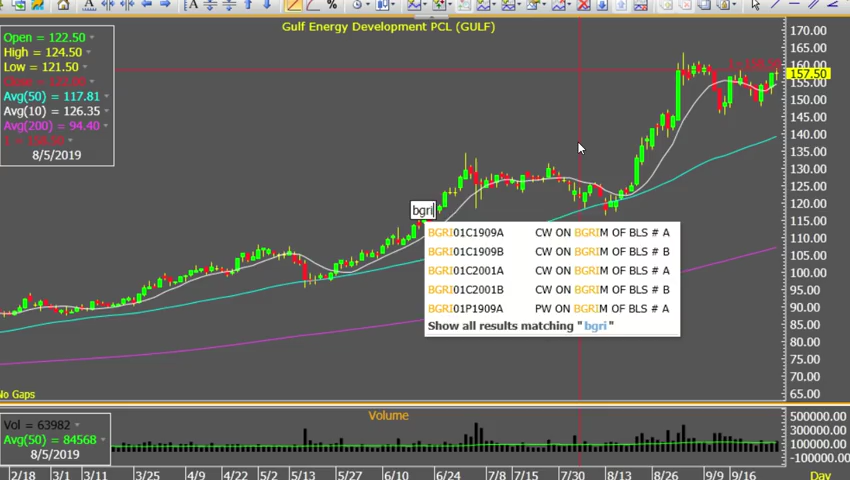 Gulf Energy Development PCL (GULF)
Open = 122.50
High = 124.50
Low = 121.50
Avg(50) = 117.81
Avg(10) = 126.35
Avg(200) = 94.40
8/5/2019
170.00
165.00
160.00
157.50
155.00
150.00
145.00
140.00
135.00
130.00
125.00
120.00
115.00
110.00
105.00
100.00
95.00
90.00
85.00
80.00
75.00
70.00
65.00
bgri
BGRI01C1909A CW ON BGRIM OF BLS # A
BGRI01C1909B CW ON BGRIM OF BLS # B
BGRI01C2001A CW ON BGRIM OF BLS # A
BGRI01C2001B CW ON BGRIM OF BLS # B
BGRI01P1909A PW ON BGRIM OF BLS # A
Show all results matching "bgri"
No Gaps
Volume
Vol = 63982
Avg(50) = 84568
8/5/2019
500000.00
400000.00
300000.00
200000.00
100000.00
0.00
-100000.00
2/18 3/1 3/11 3/25 4/9 4/22 5/2 5/13 5/27 6/10 6/24 7/8 7/15 7/30 8/13 8/26 9/9 9/16 Day